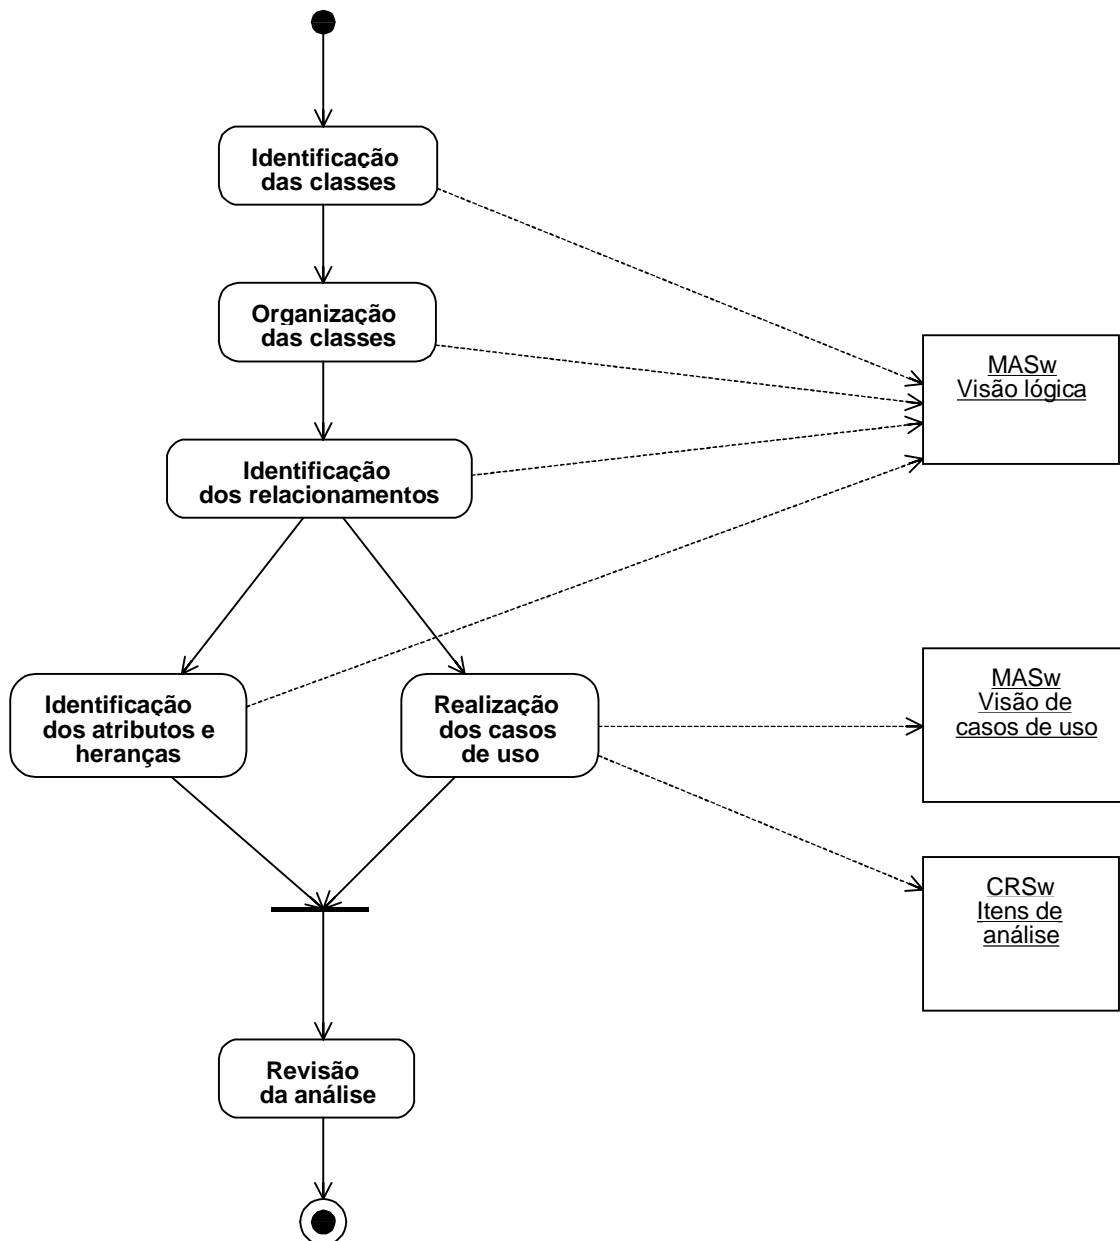 Identificação
das classes
Organização
das classes
MASw
Visão lógica
Identificação
dos relacionamentos
Identificação
dos atributos e
heranças
Realização
dos casos
de uso
MASw
Visão de
casos de uso
CRSw
Itens de
análise
Revisão
da análise